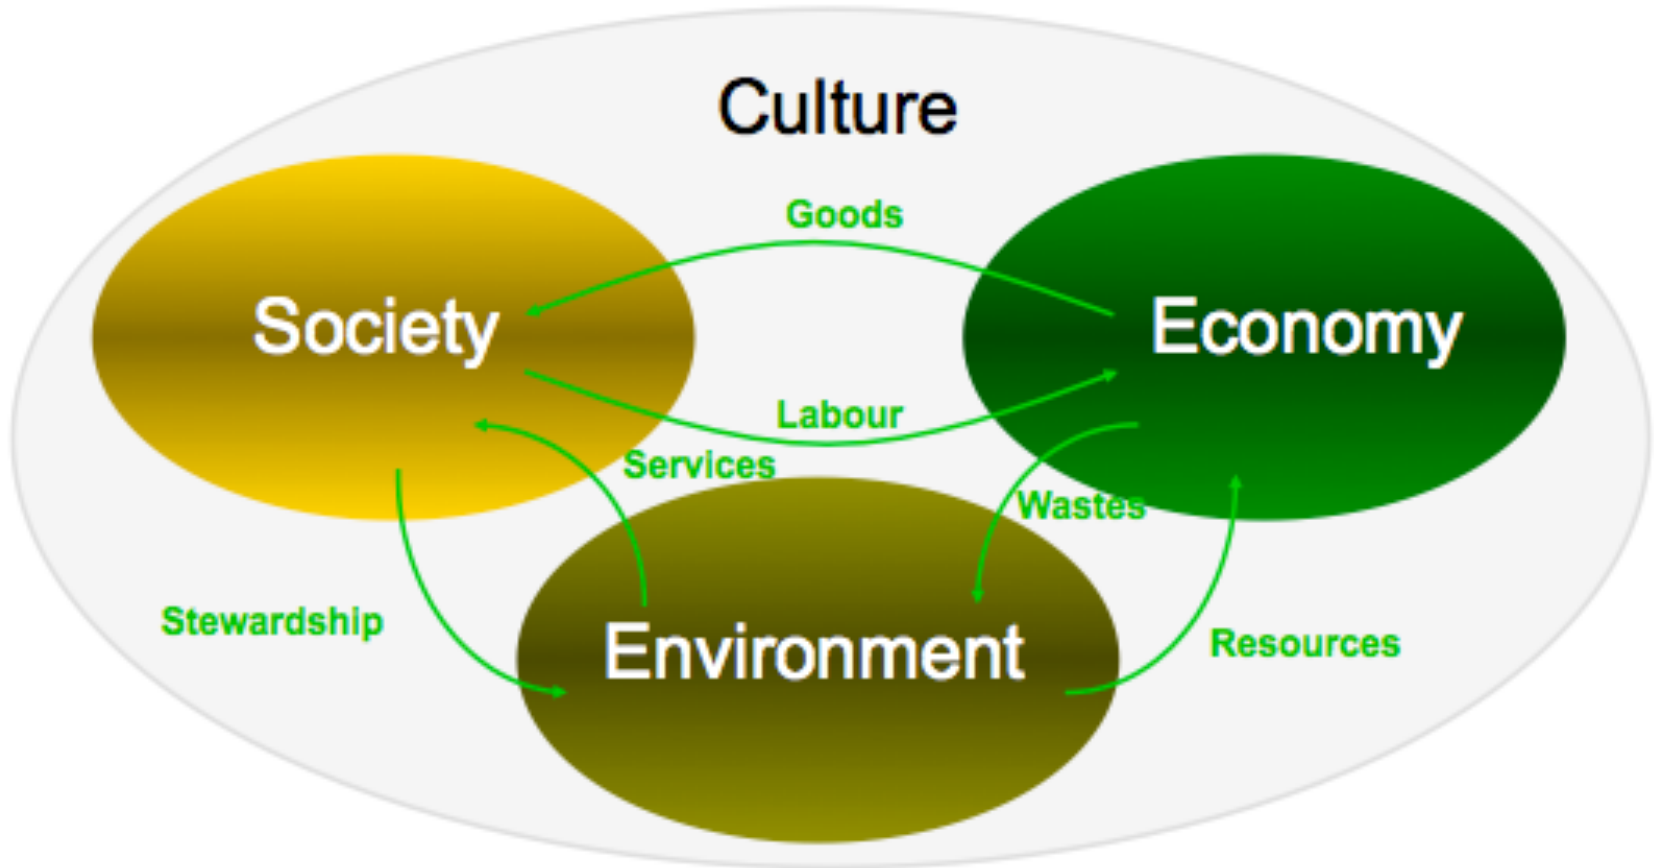 Culture
Goods
Society
Economy
Labour
Services
Wastes
Stewardship
Environment
Resources